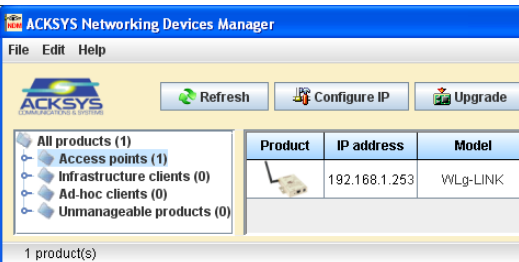 ACKSYS Networking Devices Manager
File Edit Help
ACKSYS
COMMUNICATIONS & SYSTEMS
Refresh Configure IP Upgrade
All products (1)
Access points (1)
Infrastructure clients (0)
Ad-hoc clients (0)
Unmanageable products (0)
Product IP address Model
192.168.1.253 WLg-LINK
1 product(s)